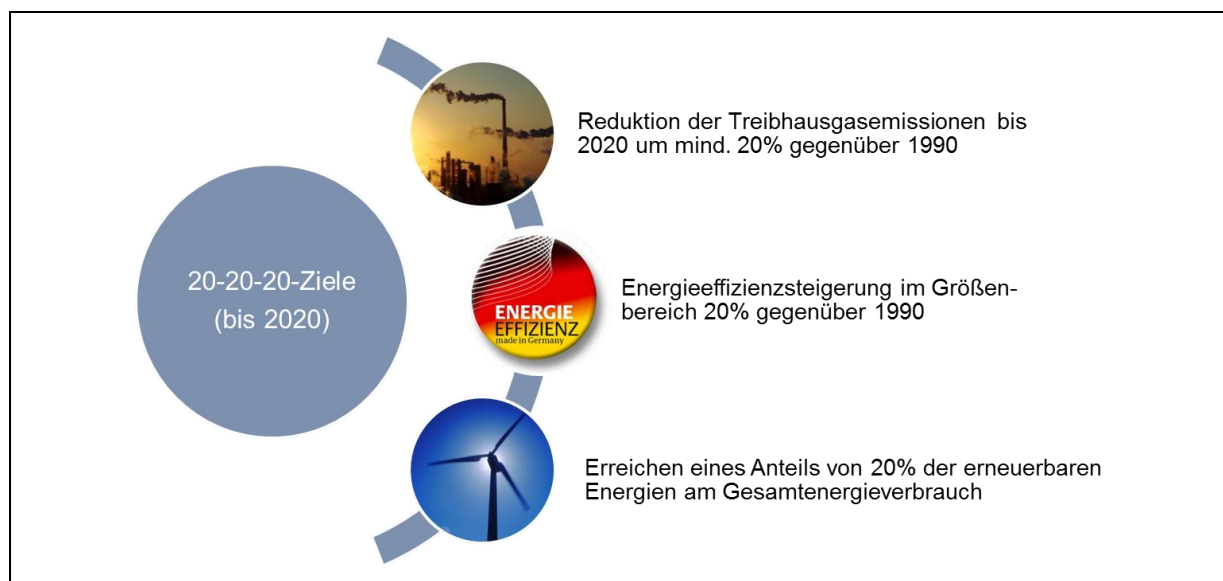 Reduktion der Treibhausgasemissionen bis
2020 um mind. 20% gegenüber 1990
20-20-20-Ziele
(bis 2020)
ENERGIE
EFFIZIENZ
made in Germany
Energieeffizienzsteigerung im Größen-
bereich 20% gegenüber 1990
Erreichen eines Anteils von 20% der erneuerbaren
Energien am Gesamtenergieverbrauch